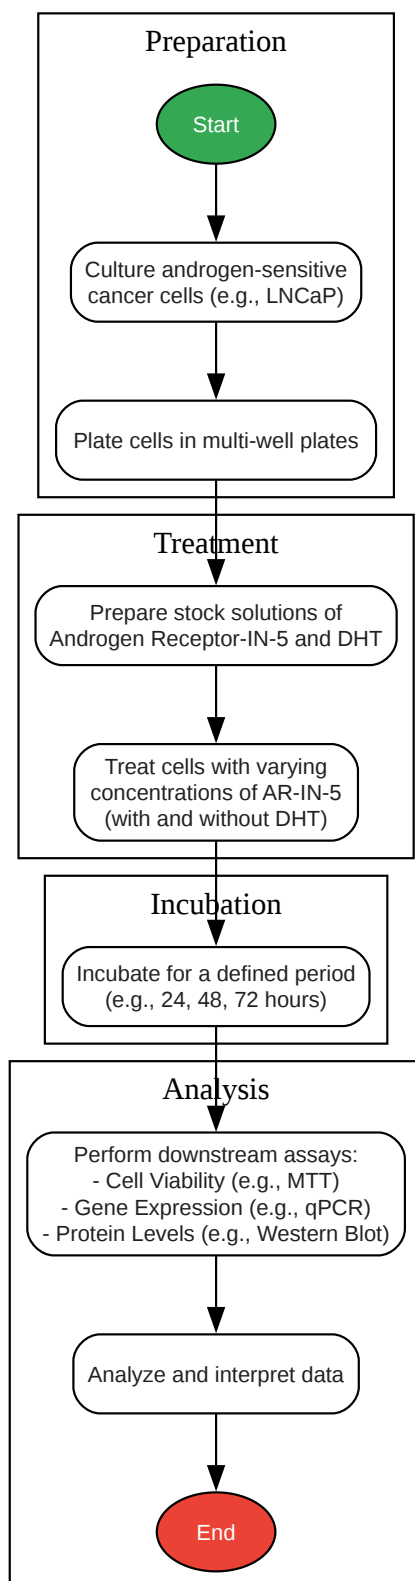 Preparation
Start
Culture androgen-sensitive
cancer cells (e.g., LNCaP)
Plate cells in multi-well plates
Treatment
Prepare stock solutions of
Androgen Receptor-IN-5 and DHT
Treat cells with varying
concentrations of AR-IN-5
(with and without DHT)
Incubation
Incubate for a defined period
(e.g., 24, 48, 72 hours)
Analysis
Perform downstream assays:
- Cell Viability (e.g., MTT)
- Gene Expression (e.g., qPCR)
- Protein Levels (e.g., Western Blot)
Analyze and interpret data
End